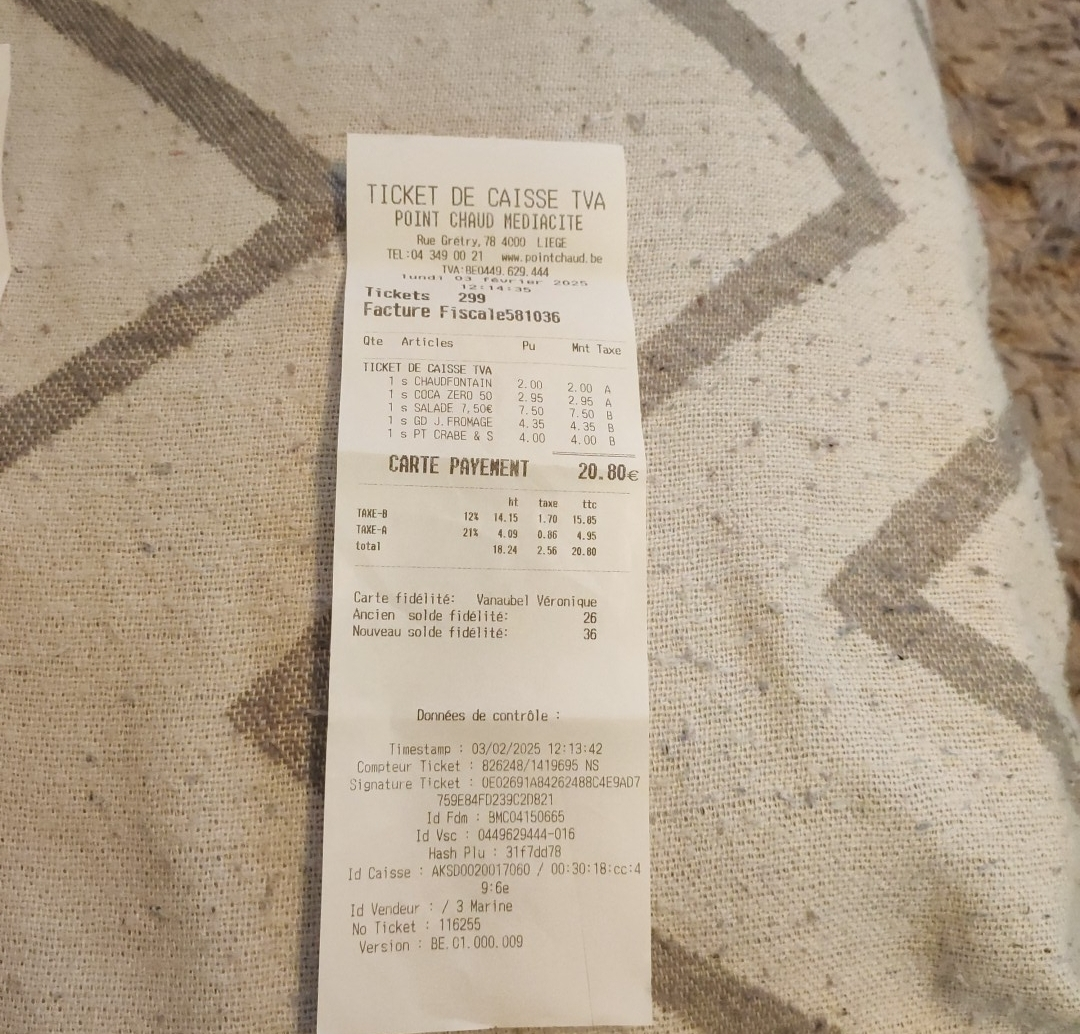 TICKET DE CAISSE TVA
POINT CHAUD MEDIACITE
Rue Gretry, 78 4000 LIEGE
TEL:04 349 00 21 www.pointchaud.be
TVA:BE0449.629.444
lundi 03 février 2025
12:14:35
Tickets 299
Facture Fiscale581036
Qte Articles Pu Mnt Taxe
TICKET DE CAISSE TVA
1 s CHAUDFONTAIN 2.00 2.00 A
1 s COCA ZERO 50 2.95 2.95 A
1 s SALADE 7,50€ 7.50 7.50 B
1 s GD J.FROMAGE 4.35 4.35 B
1 s PT CRABE & S 4.00 4.00 B
CARTE PAYEMENT 20.80€
ht taxe ttc
TAXE-B 12% 14.15 1.70 15.85
TAXE-A 21% 4.09 0.86 4.95
total 18.24 2.56 20.80
Carte fidélité: Vanaubel Véronique
Ancien solde fidélité: 26
Nouveau solde fidélité: 36
Données de contrôle :
Timestamp : 03/02/2025 12:13:42
Compteur Ticket : 826248/1419695 NS
Signature Ticket : 0E02691A84262488C4E9AD7
759E84FD239C2D821
Id Fdm : BMC04150665
Id Vsc : 0449629444-016
Hash Plu : 31f7dd78
Id Caisse : AKSD0020017060 / 00:30:18:cc:4
9:6e
Id Vendeur : / 3 Marine
No Ticket : 116255
Version : BE.01.000.009